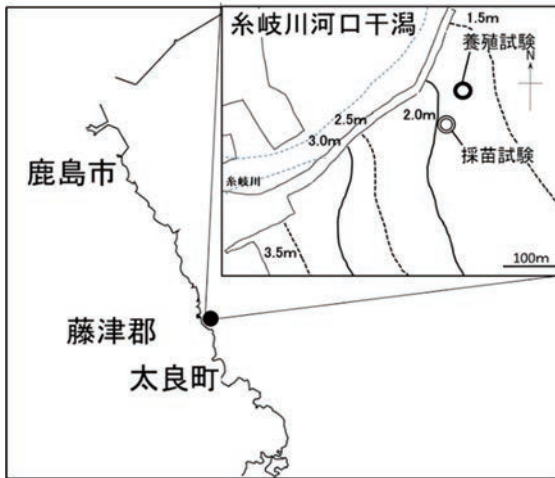 糸岐川河口干潟
1.5m
養殖試験
N
2.5m
2.0m
3.0m
採苗試験
糸岐川
3.5m
100m
鹿島市
藤津郡
太良町